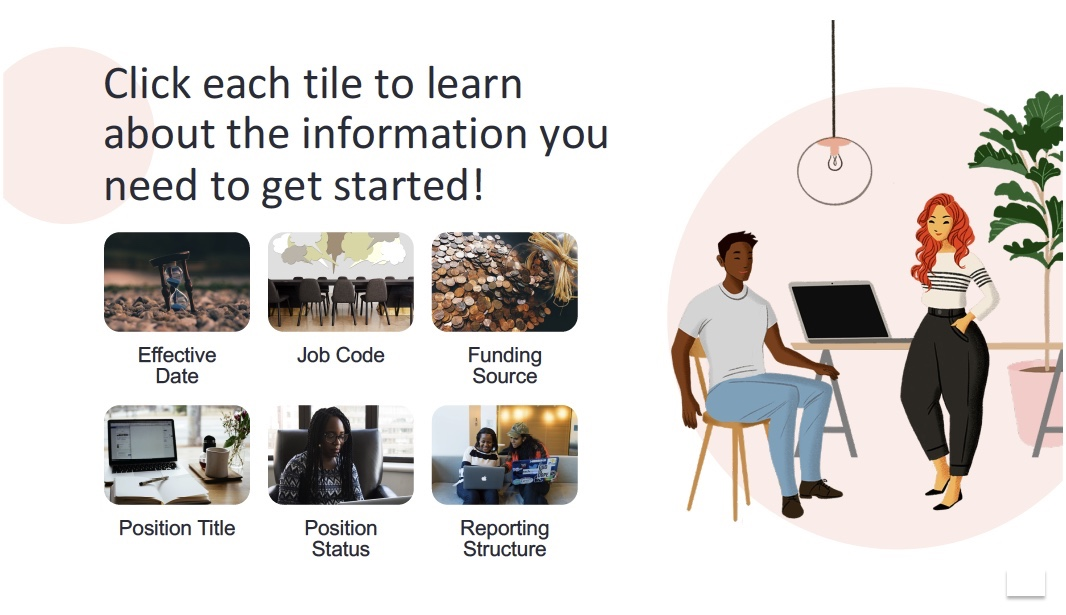 Click each tile to learn
about the information you
need to get started!
Effective
Date
Job Code
Funding
Source
Position Title
Position
Status
Reporting
Structure